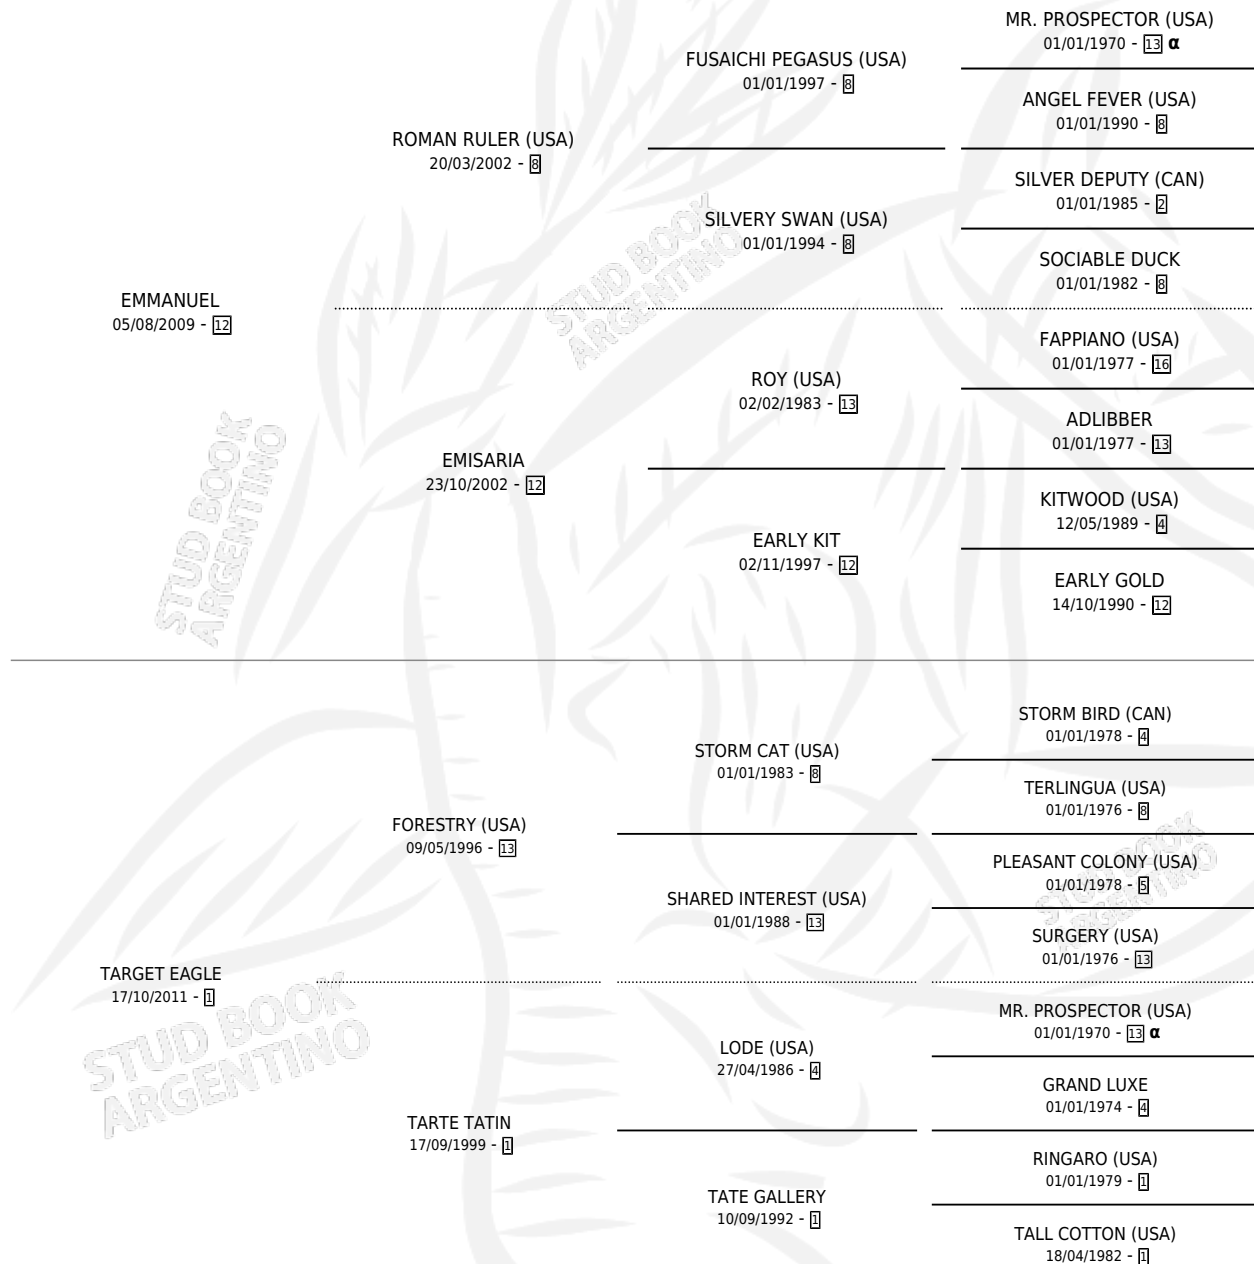 MR. PROSPECTOR (USA)
01/01/1970 - 13 α
FUSAICHI PEGASUS (USA)
01/01/1997 - 8
ANGEL FEVER (USA)
01/01/1990 - 8
ROMAN RULER (USA)
20/03/2002 - 8
SILVER DEPUTY (CAN)
01/01/1985 - 2
SILVERY SWAN (USA)
01/01/1994 - 8
SOCIABLE DUCK
01/01/1982 - 8
EMMANUEL
05/08/2009 - 12
FAPPIANO (USA)
01/01/1977 - 16
ROY (USA)
02/02/1983 - 13
ADLIBBER
01/01/1977 - 13
EMISARIA
23/10/2002 - 12
KITWOOD (USA)
12/05/1989 - 4
EARLY KIT
02/11/1997 - 12
EARLY GOLD
14/10/1990 - 12
STORM BIRD (CAN)
01/01/1978 - 4
STORM CAT (USA)
01/01/1983 - 8
TERLINGUA (USA)
01/01/1976 - 8
FORESTRY (USA)
09/05/1996 - 13
PLEASANT COLONY (USA)
01/01/1978 - 5
SHARED INTEREST (USA)
01/01/1988 - 13
SURGERY (USA)
01/01/1976 - 13
TARGET EAGLE
17/10/2011 - 1
MR. PROSPECTOR (USA)
01/01/1970 - 13 α
LODE (USA)
27/04/1986 - 4
GRAND LUXE
01/01/1974 - 4
TARTE TATIN
17/09/1999 - 1
RINGARO (USA)
01/01/1979 - 1
TATE GALLERY
10/09/1992 - 1
TALL COTTON (USA)
18/04/1982 - 1
STUD BOOK
ARGENTINO
STUD BOOK
ARGENTINO
STUD BOOK
ARGENTINO
STUD BOOK
ARGENTINO